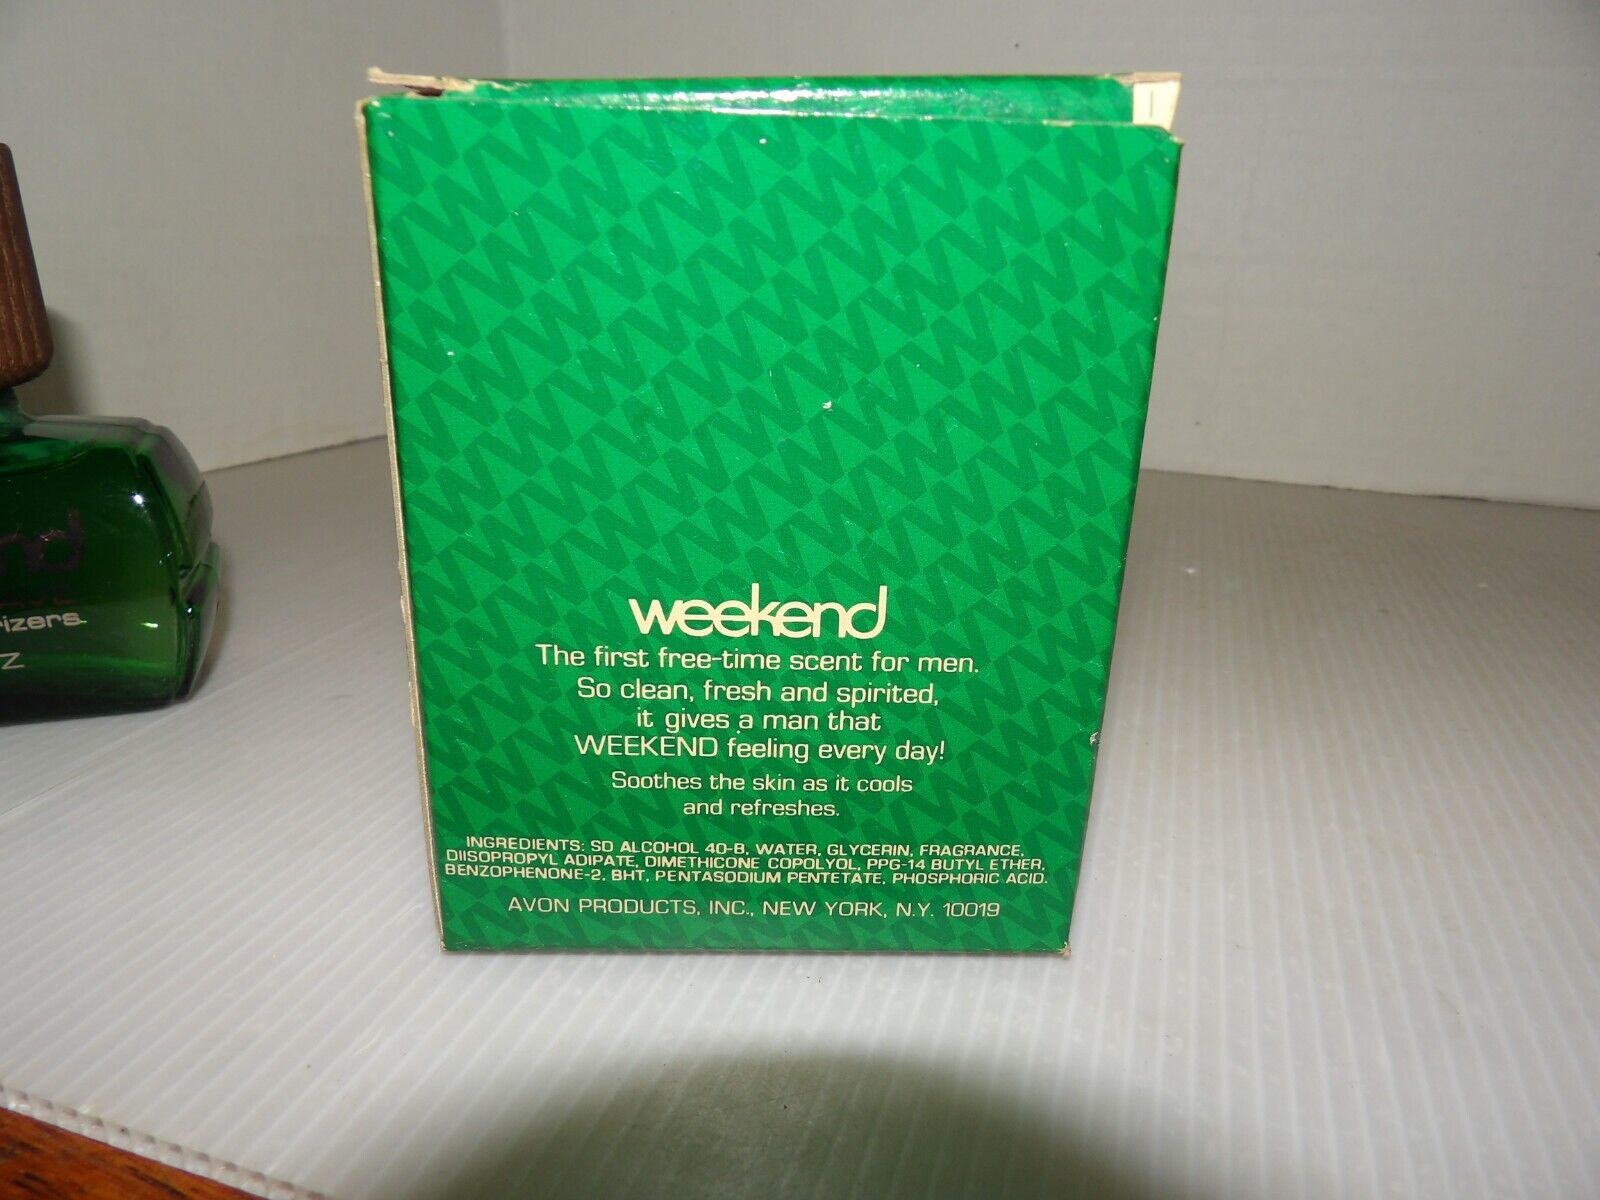 weekend
The first free-time scent for men.
So clean, fresh and spirited,
it gives a man that
WEEKEND feeling every day!
Soothes the skin as it cools
and refreshes.
INGREDIENTS: SD ALCOHOL 40-B, WATER, GLYCERIN, FRAGRANCE,
DIISOPROPYL ADIPATE, DIMETHICONE COPOLYOL, PPG-14 BUTYL ETHER,
BENZOPHENONE-2, BHT, PENTASODIUM PENTETATE, PHOSPHORIC ACID.
AVON PRODUCTS, INC., NEW YORK, N.Y. 10019
end
rizers
Z